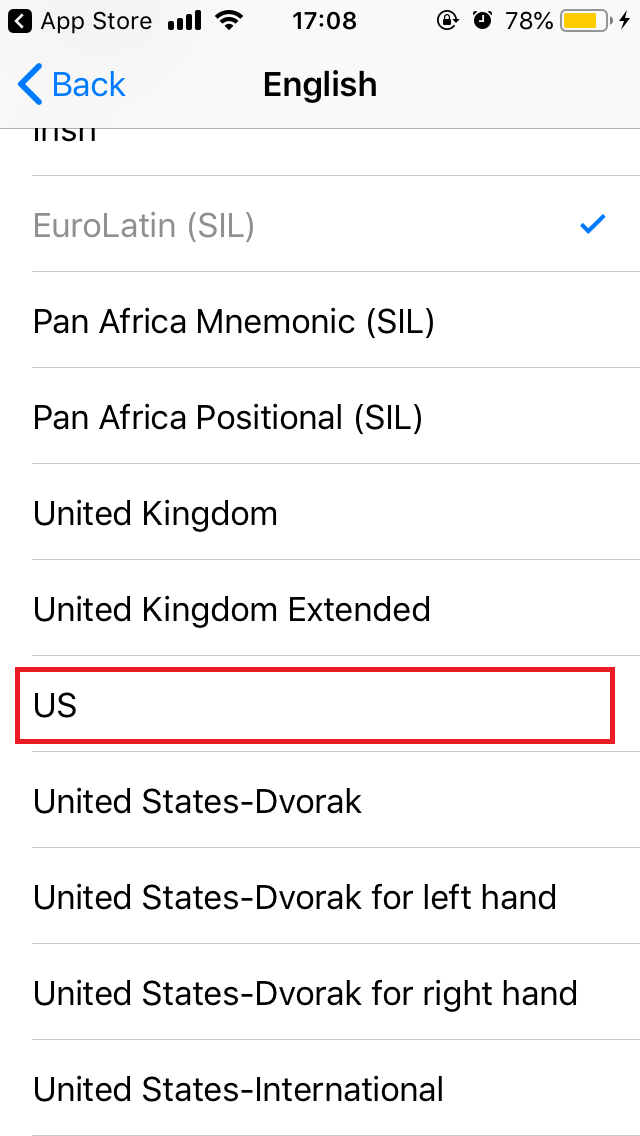 App Store 17:08 78%
Back English
Irish
EuroLatin (SIL)
Pan Africa Mnemonic (SIL)
Pan Africa Positional (SIL)
United Kingdom
United Kingdom Extended
US
United States-Dvorak
United States-Dvorak for left hand
United States-Dvorak for right hand
United States-International